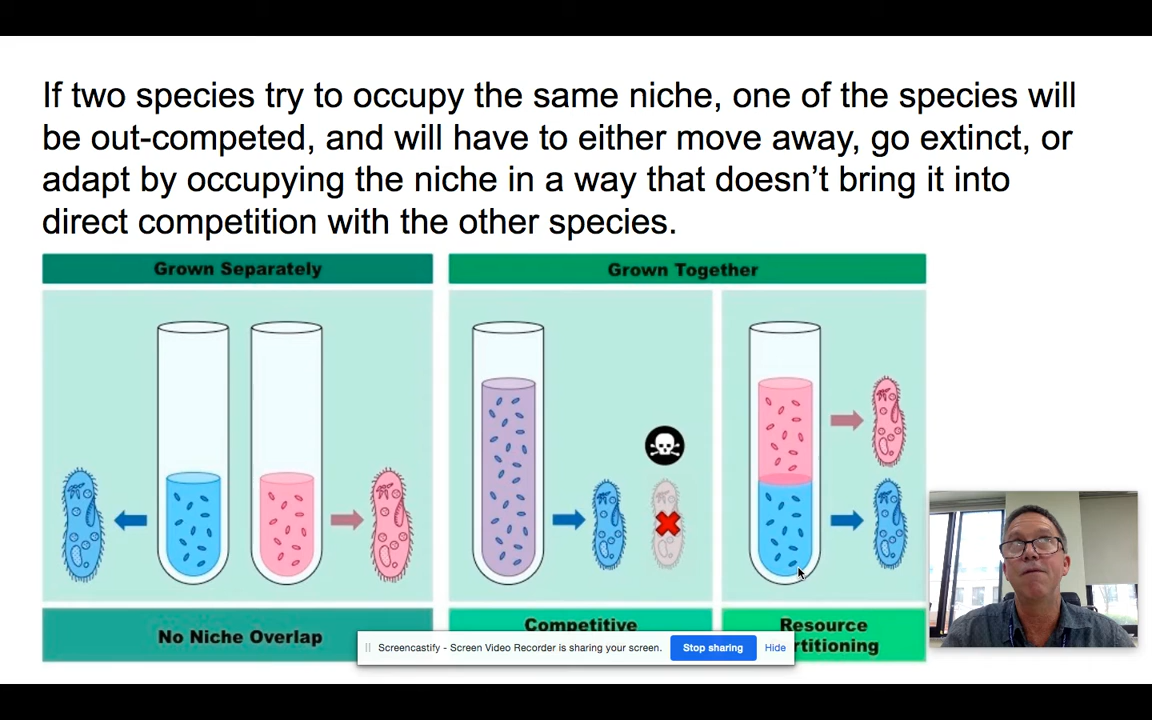 If two species try to occupy the same niche, one of the species will
be out-competed, and will have to either move away, go extinct, or
adapt by occupying the niche in a way that doesn’t bring it into
direct competition with the other species.
Grown Separately
Grown Together
No Niche Overlap
Competitive
Resource
rtitioning
Screencastify - Screen Video Recorder is sharing your screen.
Stop sharing
Hide